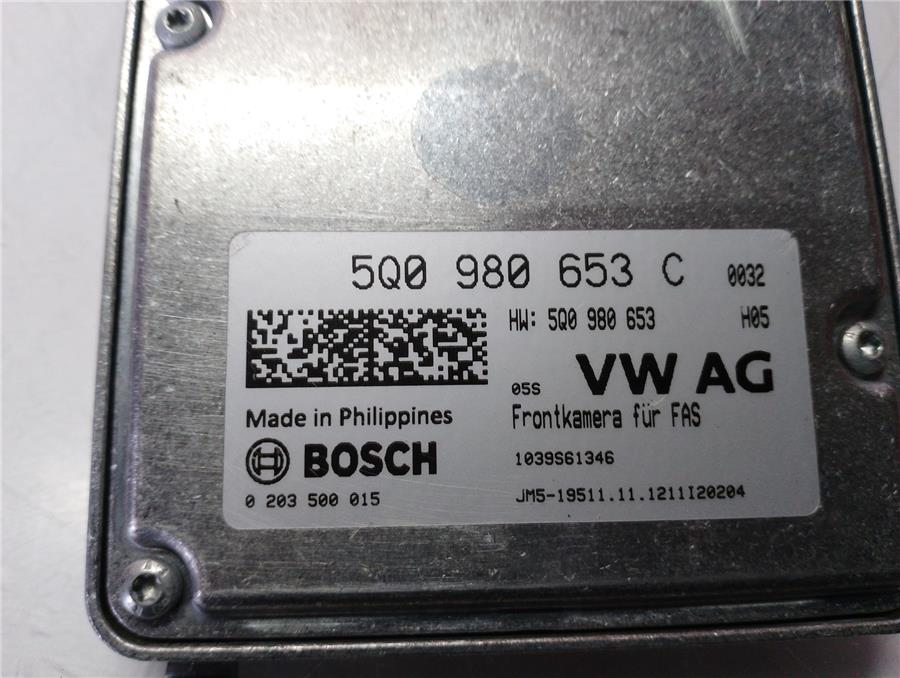 5Q0 980 653 C 0032
HW: 5Q0 980 653 H05
05S VW AG
Made in Philippines
Frontkamera für FAS
BOSCH
1039S61346
0 203 500 015
JM5-19511.11.1211I20204